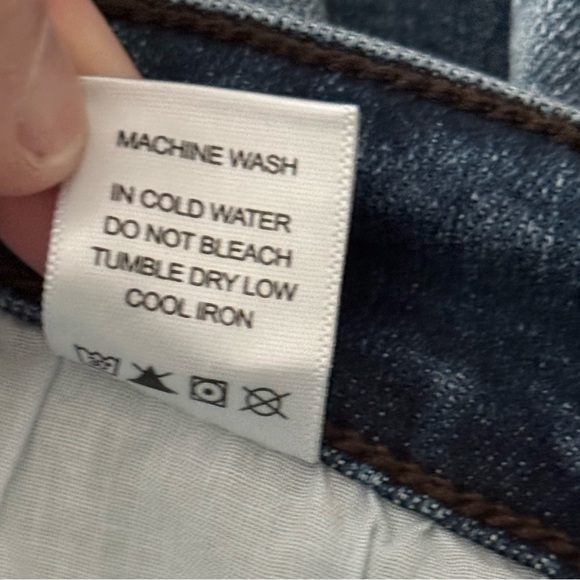 MACHINE WASH
IN COLD WATER
DO NOT BLEACH
TUMBLE DRY LOW
COOL IRON